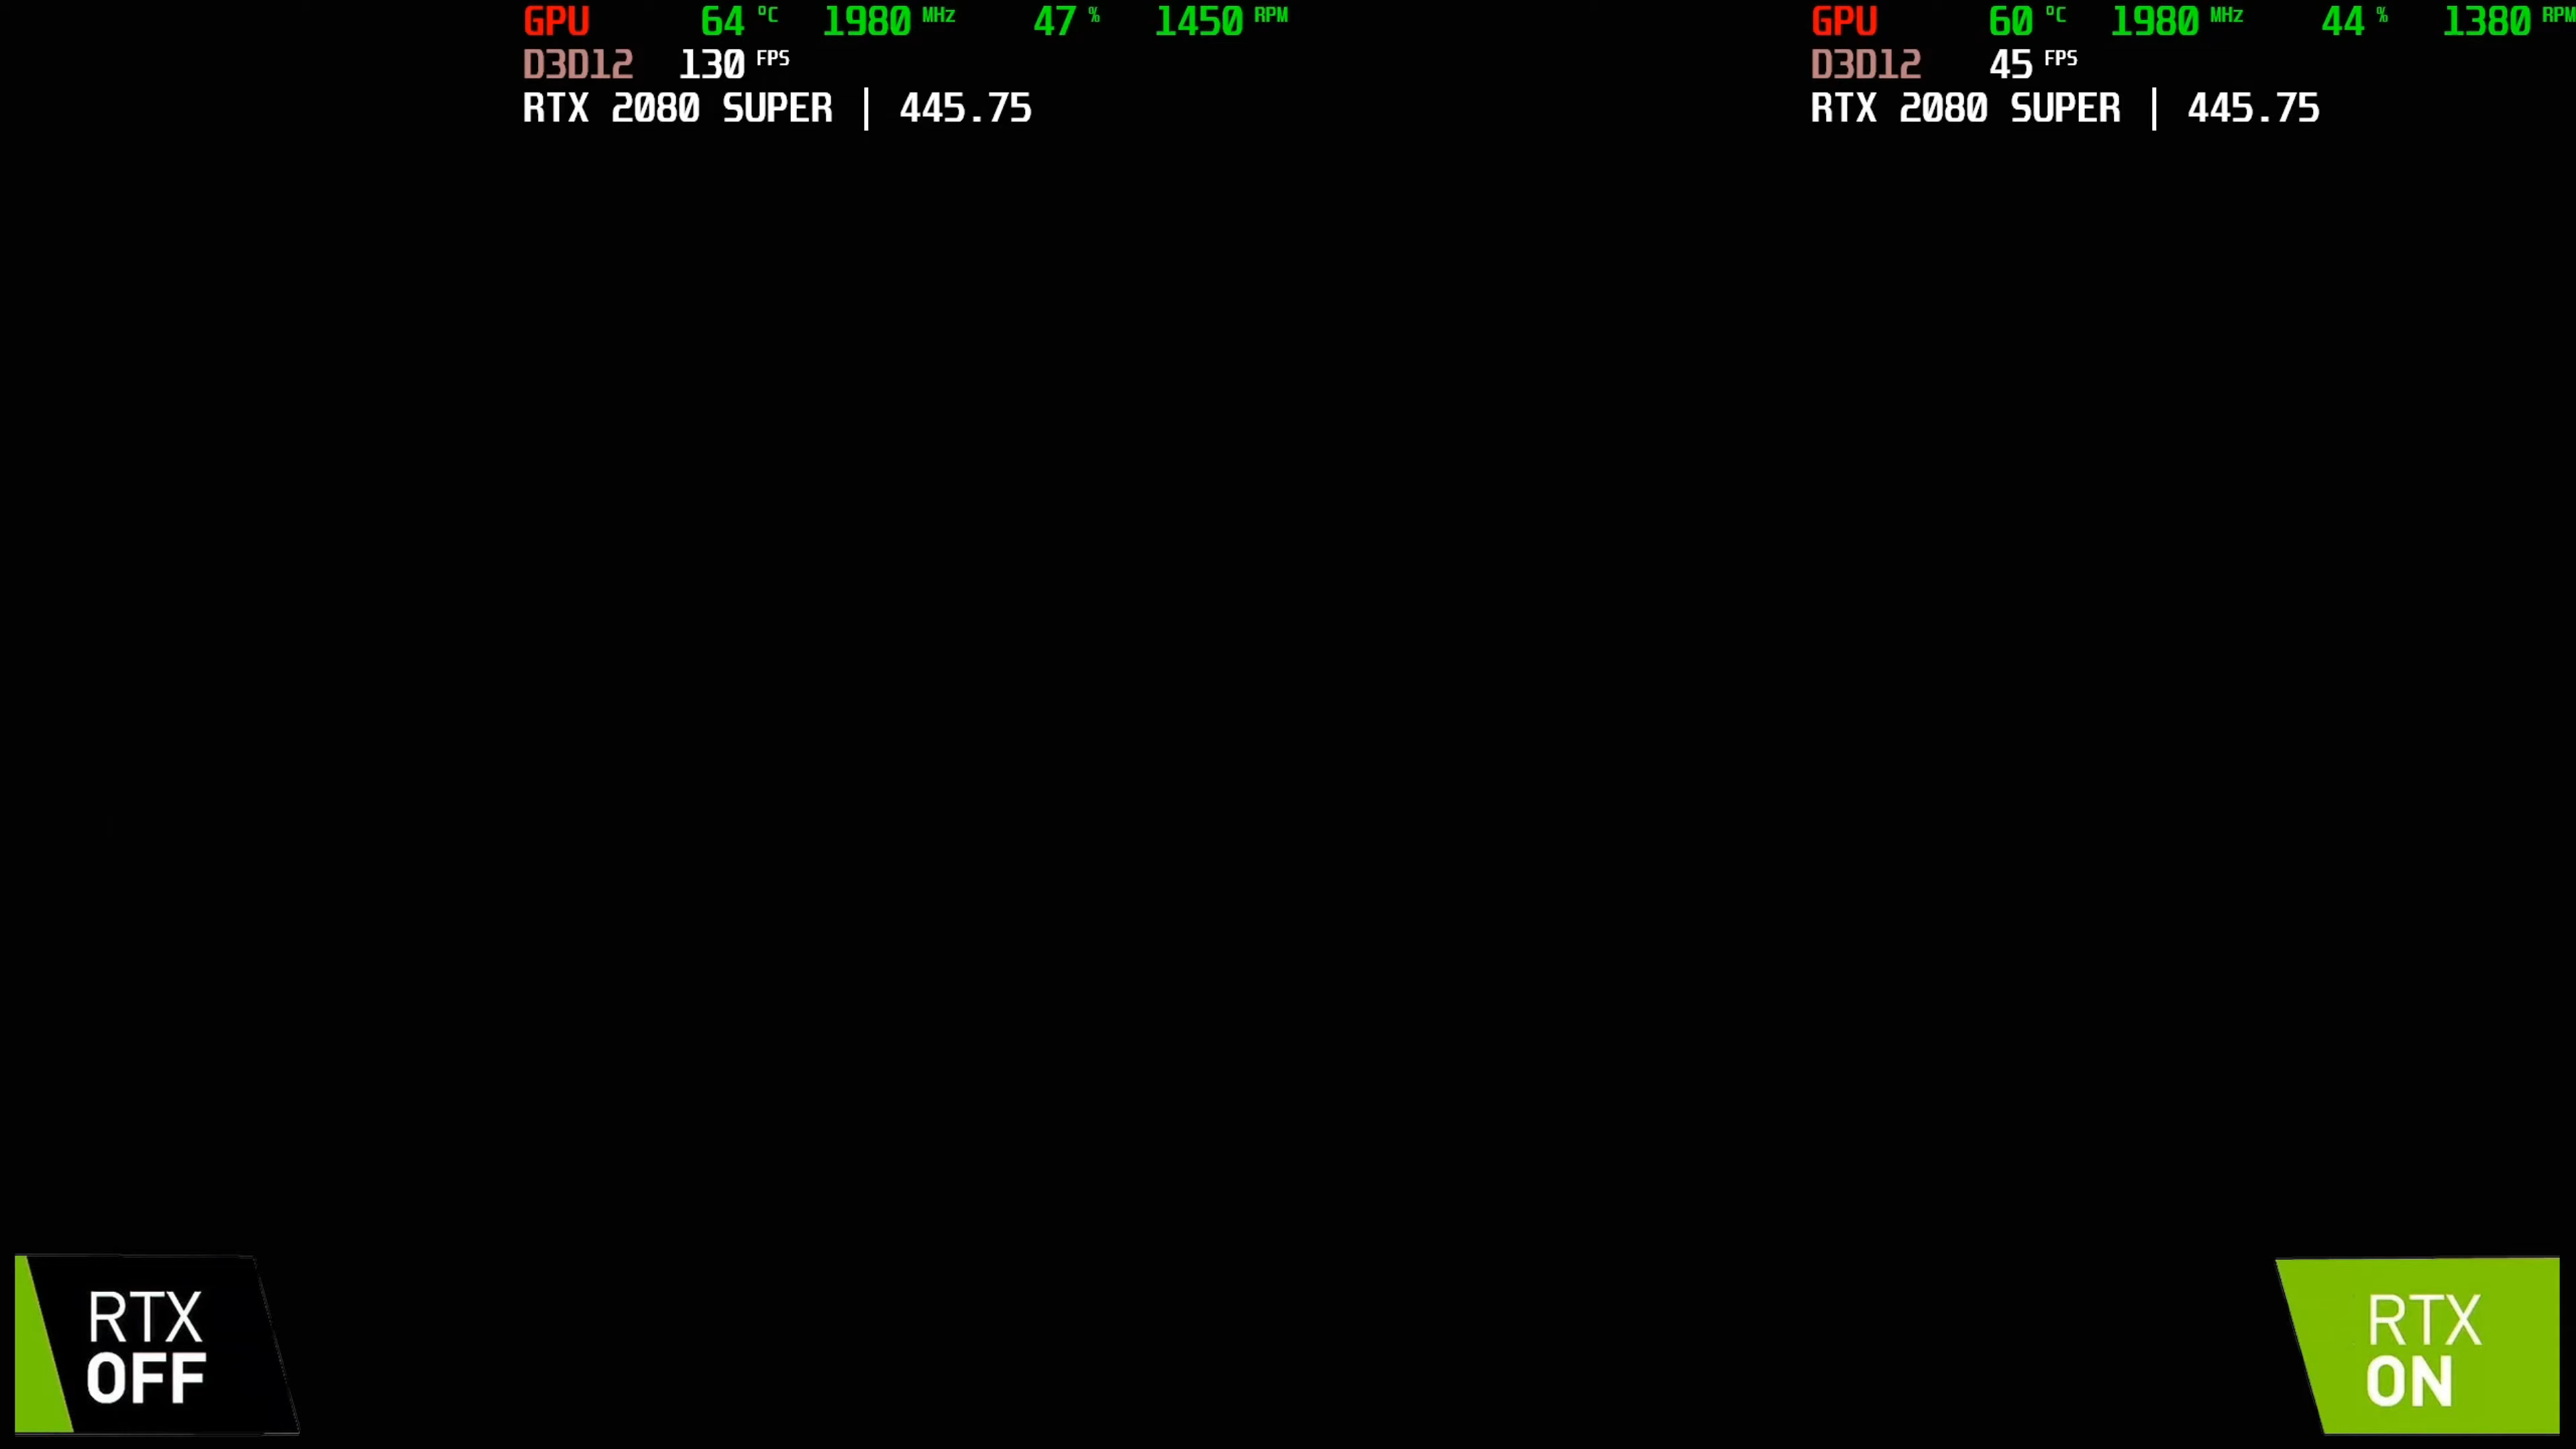 GPU 64 °C 1980 MHz 47 % 1450 RPM
D3D12 130 FPS
RTX 2080 SUPER | 445.75
GPU 60 °C 1980 MHz 44 % 1380 RPM
D3D12 45 FPS
RTX 2080 SUPER | 445.75
RTX
OFF
RTX
ON